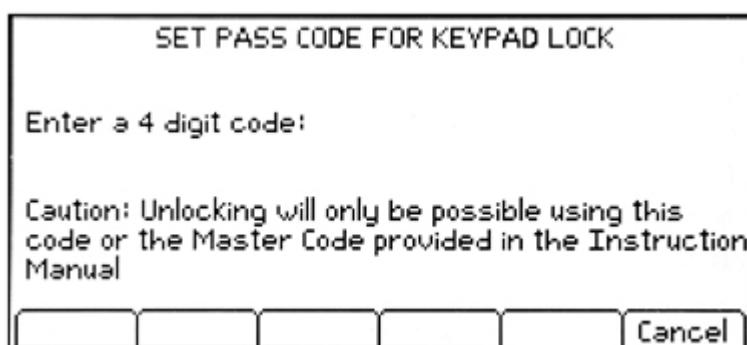 SET PASS CODE FOR KEYPAD LOCK
Enter a 4 digit code:
Caution: Unlocking will only be possible using this
code or the Master Code provided in the Instruction
Manual
Cancel